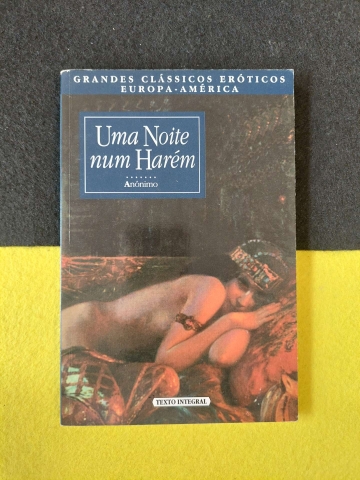 GRANDES CLÁSSICOS ERÓTICOS
EUROPA-AMÉRICA
Uma Noite
num Harém
Anónimo
TEXTO INTEGRAL